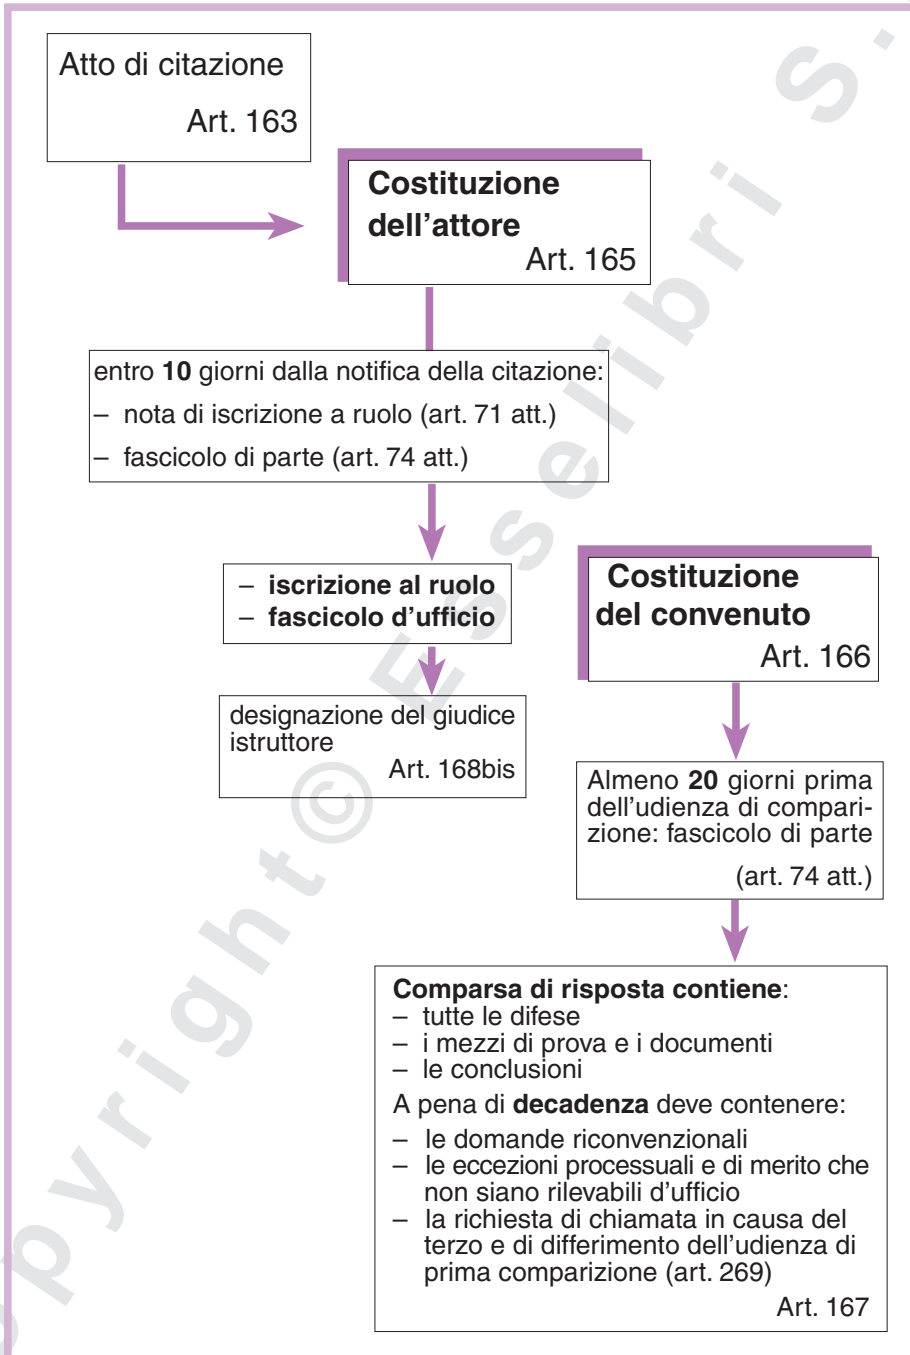 Atto di citazione
Art. 163
Costituzione
dell'attore
Art. 165
entro 10 giorni dalla notifica della citazione:
– nota di iscrizione a ruolo (art. 71 att.)
– fascicolo di parte (art. 74 att.)
– iscrizione al ruolo
– fascicolo d'ufficio
designazione del giudice
istruttore
Art. 168bis
Costituzione
del convenuto
Art. 166
Almeno 20 giorni prima
dell'udienza di compari-
zione: fascicolo di parte
(art. 74 att.)
Comparsa di risposta contiene:
– tutte le difese
– i mezzi di prova e i documenti
– le conclusioni
A pena di decadenza deve contenere:
– le domande riconvenzionali
– le eccezioni processuali e di merito che
non siano rilevabili d'ufficio
– la richiesta di chiamata in causa del
terzo e di differimento dell'udienza di
prima comparizione (art. 269)
Art. 167
opyright © Esselibri S.